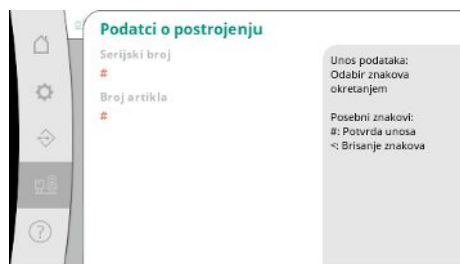 Podatci o postrojenju
Serijski broj
#
Broj artikla
#
Unos podataka:
Odabir znakova
okretanjem
Posebni znakovi:
#: Potvrda unosa
<: Brisanje znakova